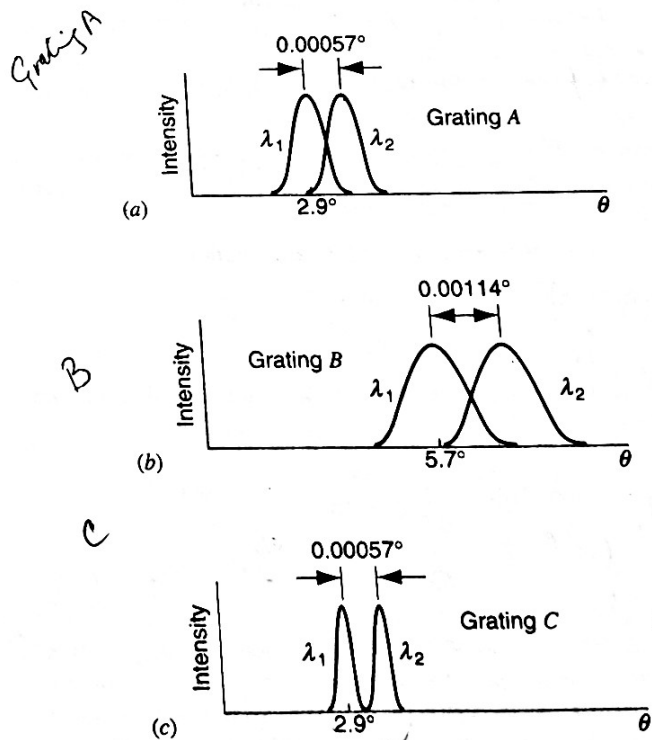 Grating A
0.00057°
Intensity
λ₁
λ₂
Grating A
2.9°
θ
(a)
B
0.00114°
Intensity
Grating B
λ₁
λ₂
5.7°
θ
(b)
C
0.00057°
Intensity
λ₁
λ₂
Grating C
2.9°
θ
(c)